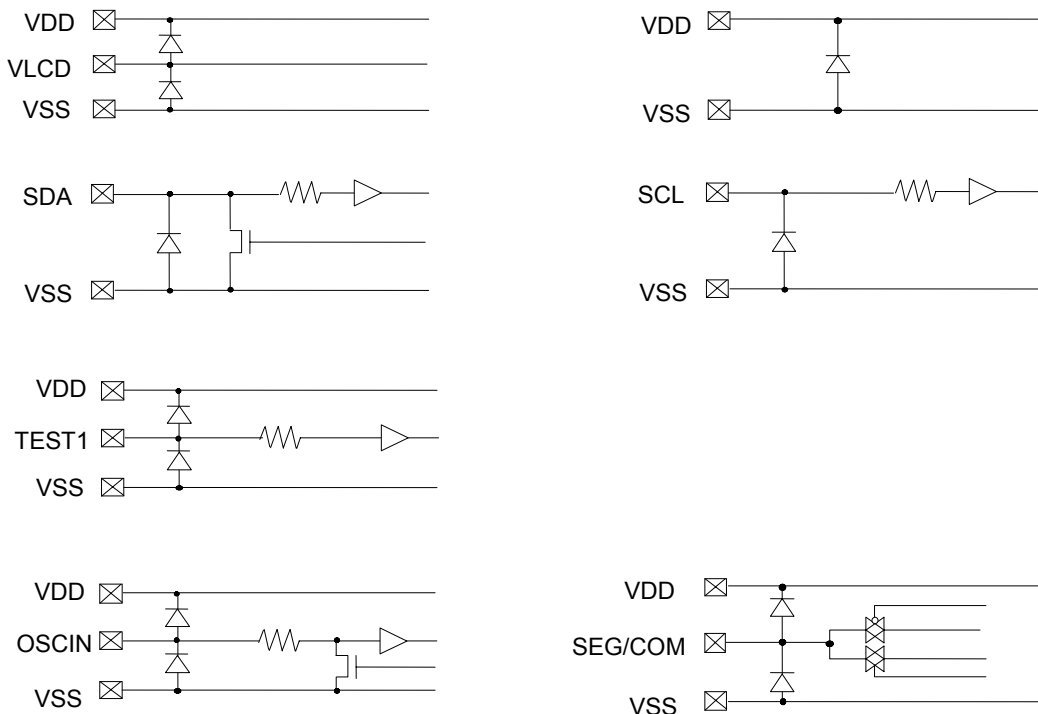 VDD
VLCD
VSS
VDD
VSS
SDA
VSS
SCL
VSS
VDD
TEST1
VSS
VDD
OSCIN
VSS
VDD
SEG/COM
VSS